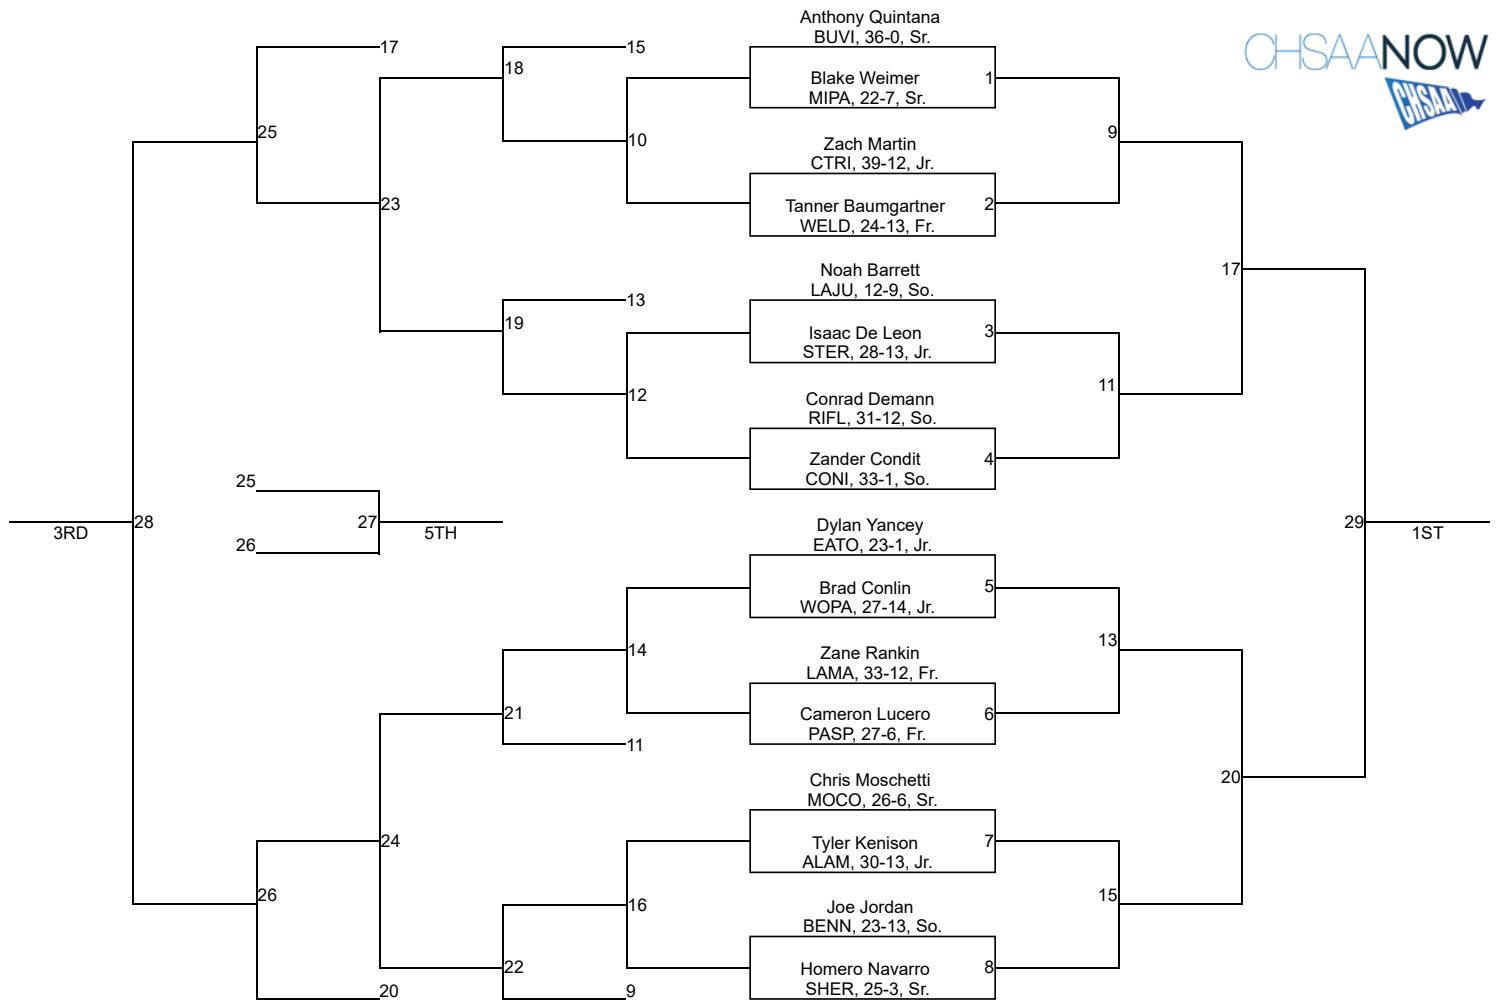 Anthony Quintana
BUVI, 36-0, Sr.
17
15
CHSAANOW
18
Blake Weimer
1
MIPA, 22-7, Sr.
CHSAA
25
10
9
Zach Martin
CTRI, 39-12, Jr.
23
Tanner Baumgartner
2
WELD, 24-13, Fr.
Noah Barrett
17
LAJU, 12-9, So.
13
19
Isaac De Leon
3
STER, 28-13, Jr.
12
11
Conrad Demann
RIFL, 31-12, So.
Zander Condit
4
CONI, 33-1, So.
25
28
3RD
27
5TH
29
1ST
26
Dylan Yancey
EATO, 23-1, Jr.
Brad Conlin
5
WOPA, 27-14, Jr.
14
13
Zane Rankin
LAMA, 33-12, Fr.
21
Cameron Lucero
6
PASP, 27-6, Fr.
11
Chris Moschetti
20
MOCO, 26-6, Sr.
24
Tyler Kenison
7
ALAM, 30-13, Jr.
26
16
15
Joe Jordan
BENN, 23-13, So.
22
Homero Navarro
8
SHER, 25-3, Sr.
20
9